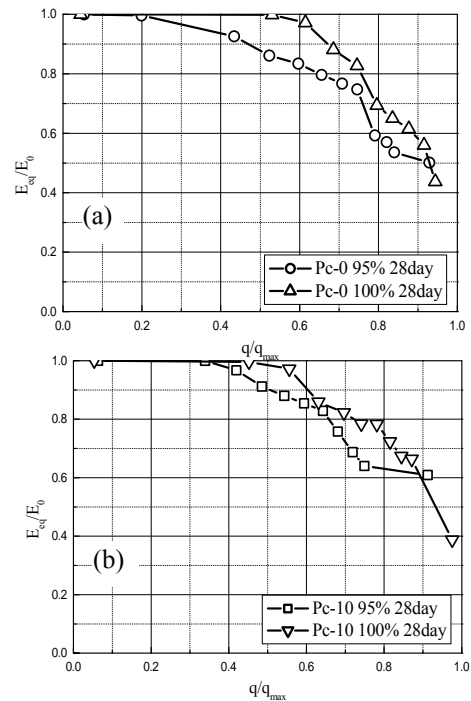 1.0
0.8
0.6
0.4
0.2
0.0
E_eq/E_0
(a)
Pc-0 95% 28day
Pc-0 100% 28day
0.0 0.2 0.4 0.6 0.8 1.0
q/q_max
1.0
0.8
0.6
0.4
0.2
0.0
E_eq/E_0
(b)
Pc-10 95% 28day
Pc-10 100% 28day
0.0 0.2 0.4 0.6 0.8 1.0
q/q_max